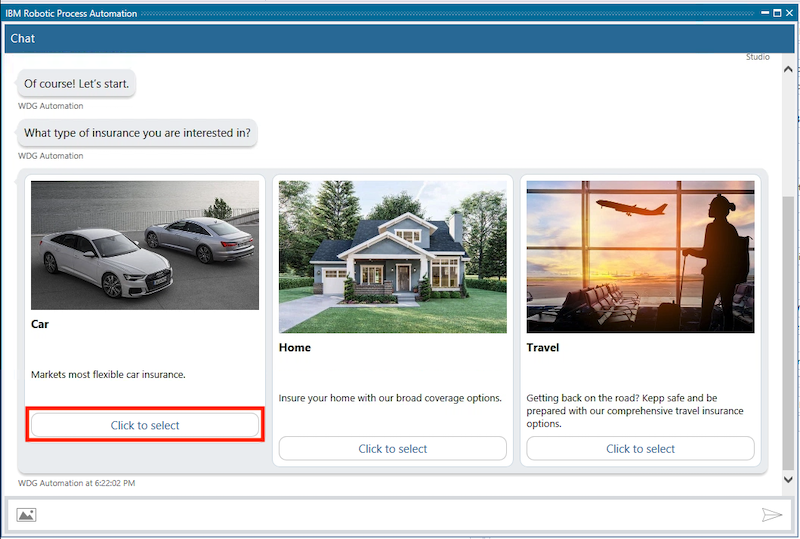 IBM Robotic Process Automation
Chat
Studio
Of course! Let's start.
WDG Automation
What type of insurance you are interested in?
WDG Automation
Car
Markets most flexible car insurance.
Click to select
Home
Insure your home with our broad coverage options.
Click to select
Travel
Getting back on the road? Kepp safe and be
prepared with our comprehensive travel insurance
options.
Click to select
WDG Automation at 6:22:02 PM